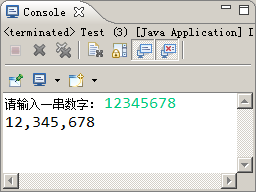 Console
<terminated> Test (3) [Java Application] D
请输入一串数字: 12345678
12,345,678